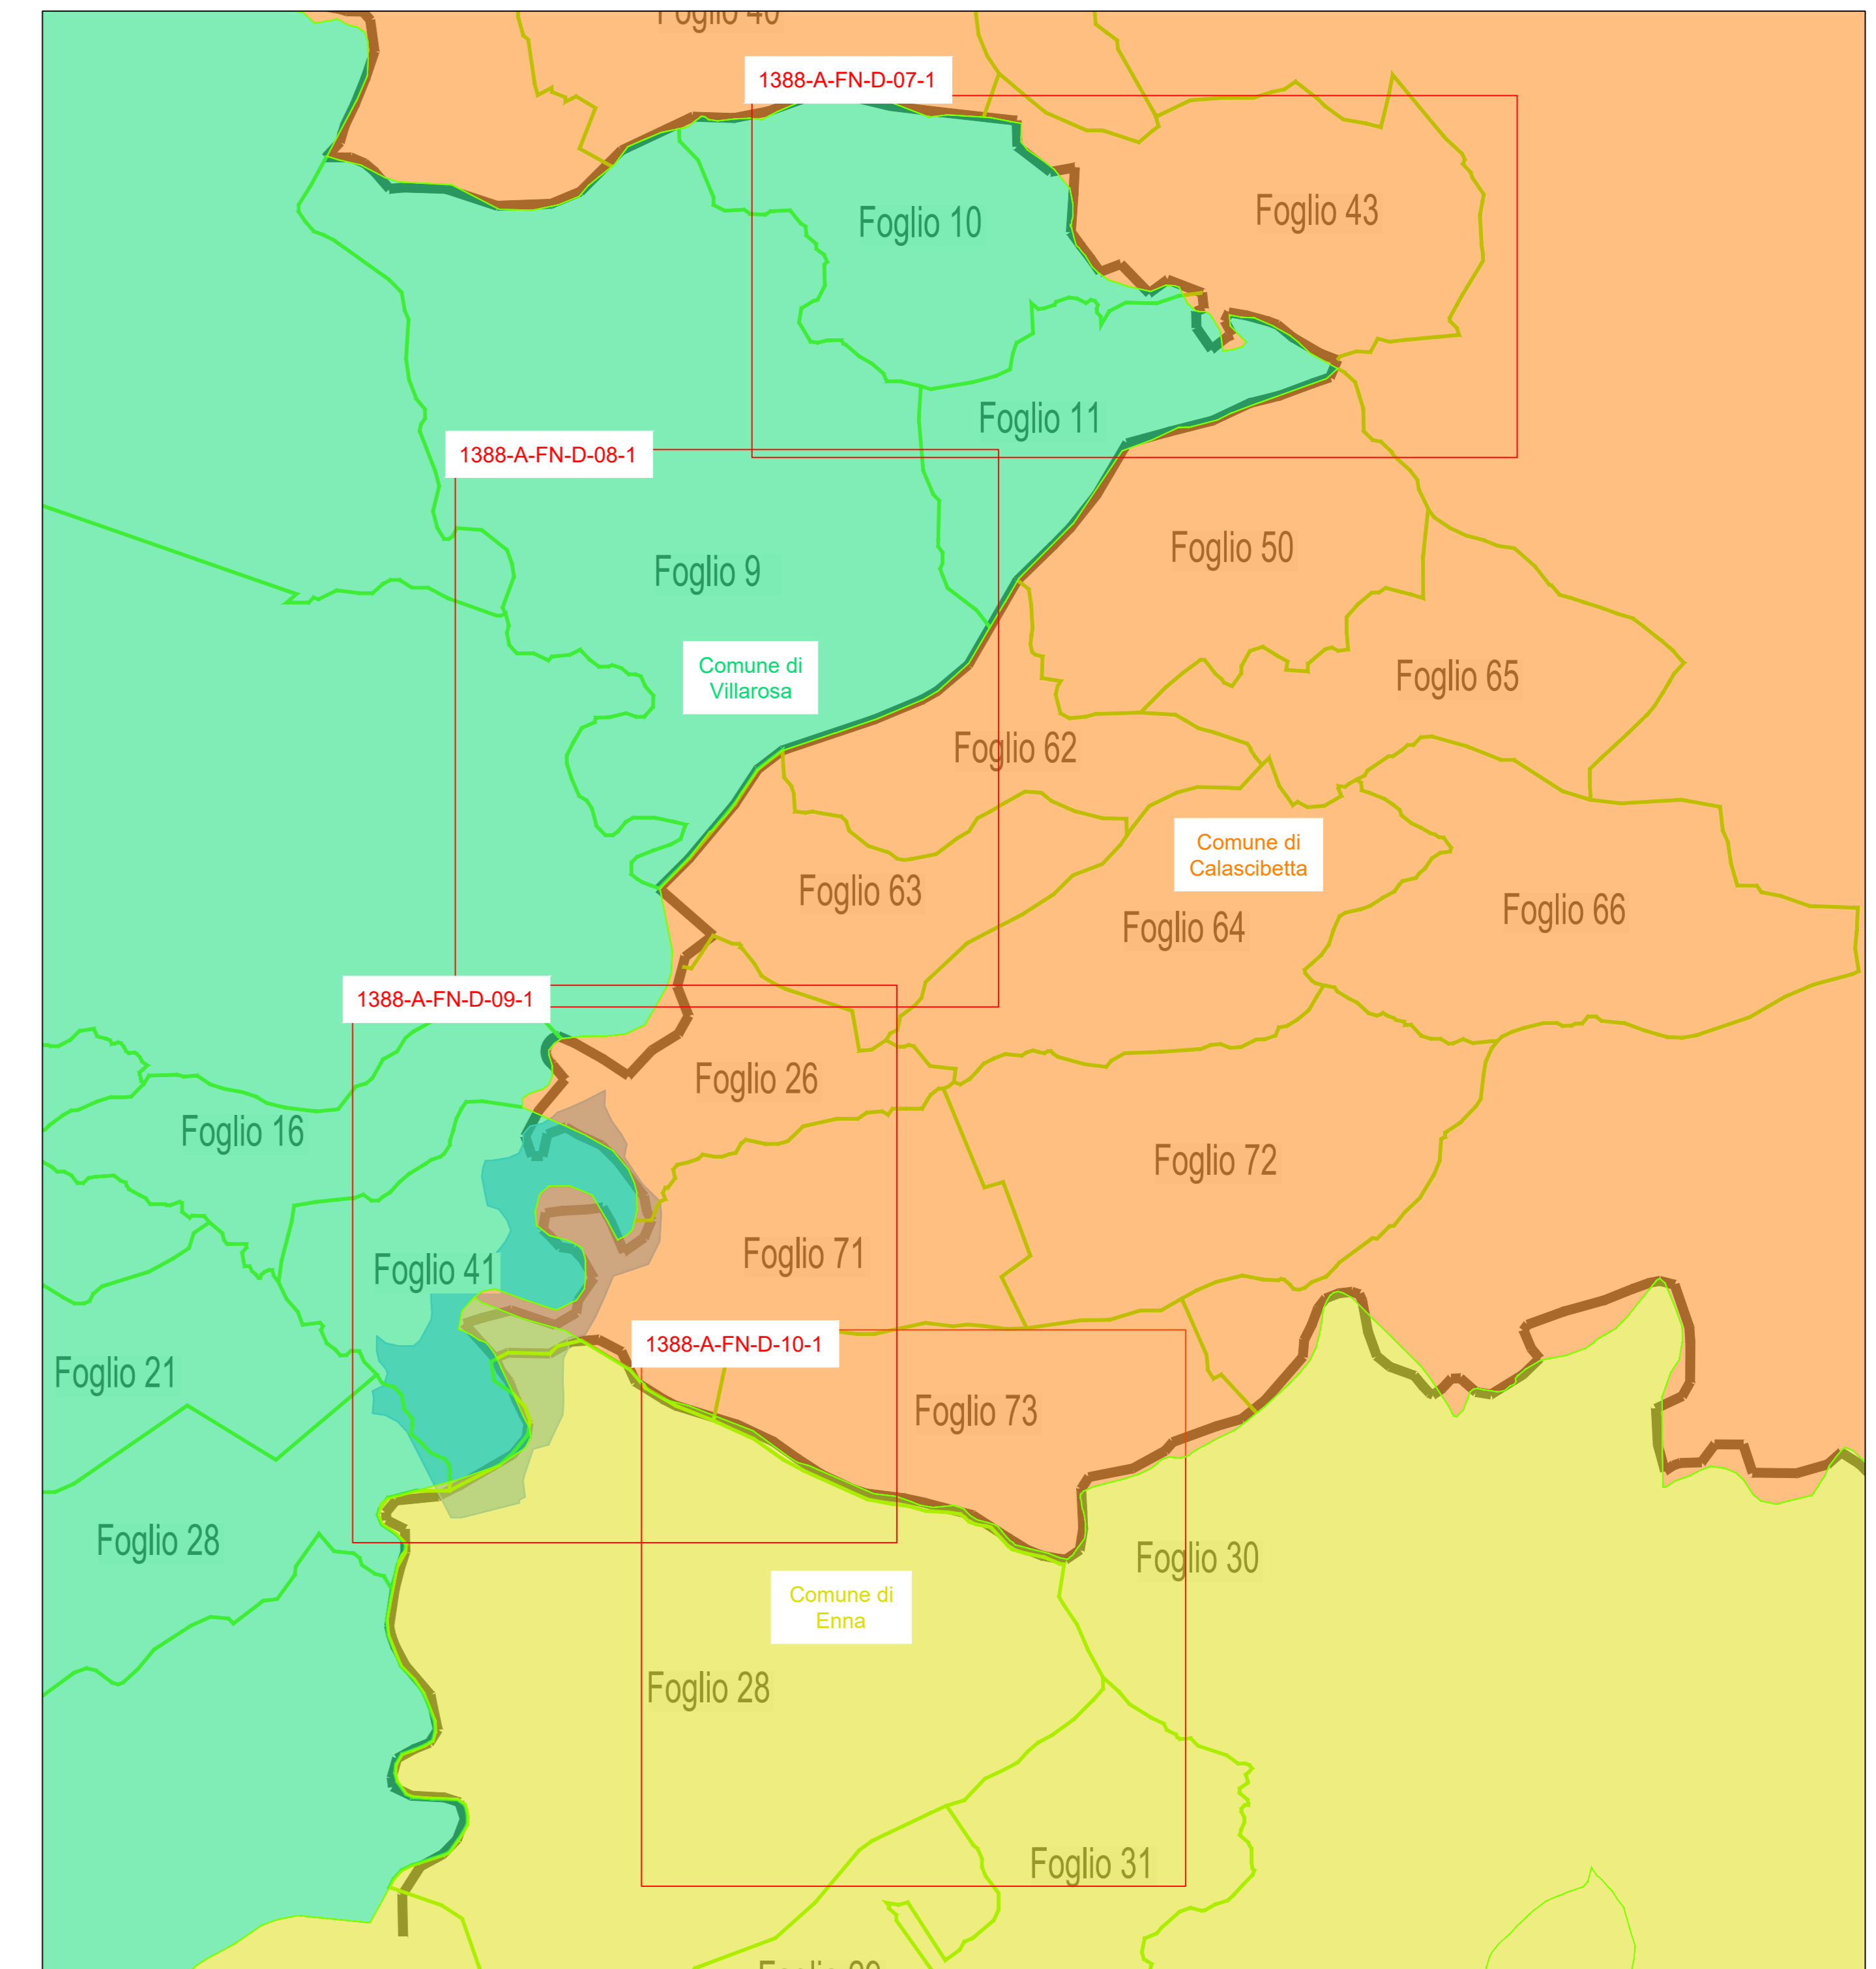 Foglio 40
1388-A-FN-D-07-1
Foglio 10
Foglio 43
Foglio 11
1388-A-FN-D-08-1
Foglio 50
Foglio 9
Comune di
Villarosa
Foglio 65
Foglio 62
Comune di
Calascibetta
Foglio 63
Foglio 64
Foglio 66
1388-A-FN-D-09-1
Foglio 26
Foglio 16
Foglio 72
Foglio 71
Foglio 41
1388-A-FN-D-10-1
Foglio 21
Foglio 73
Foglio 28
Foglio 30
Comune di
Enna
Foglio 28
Foglio 31